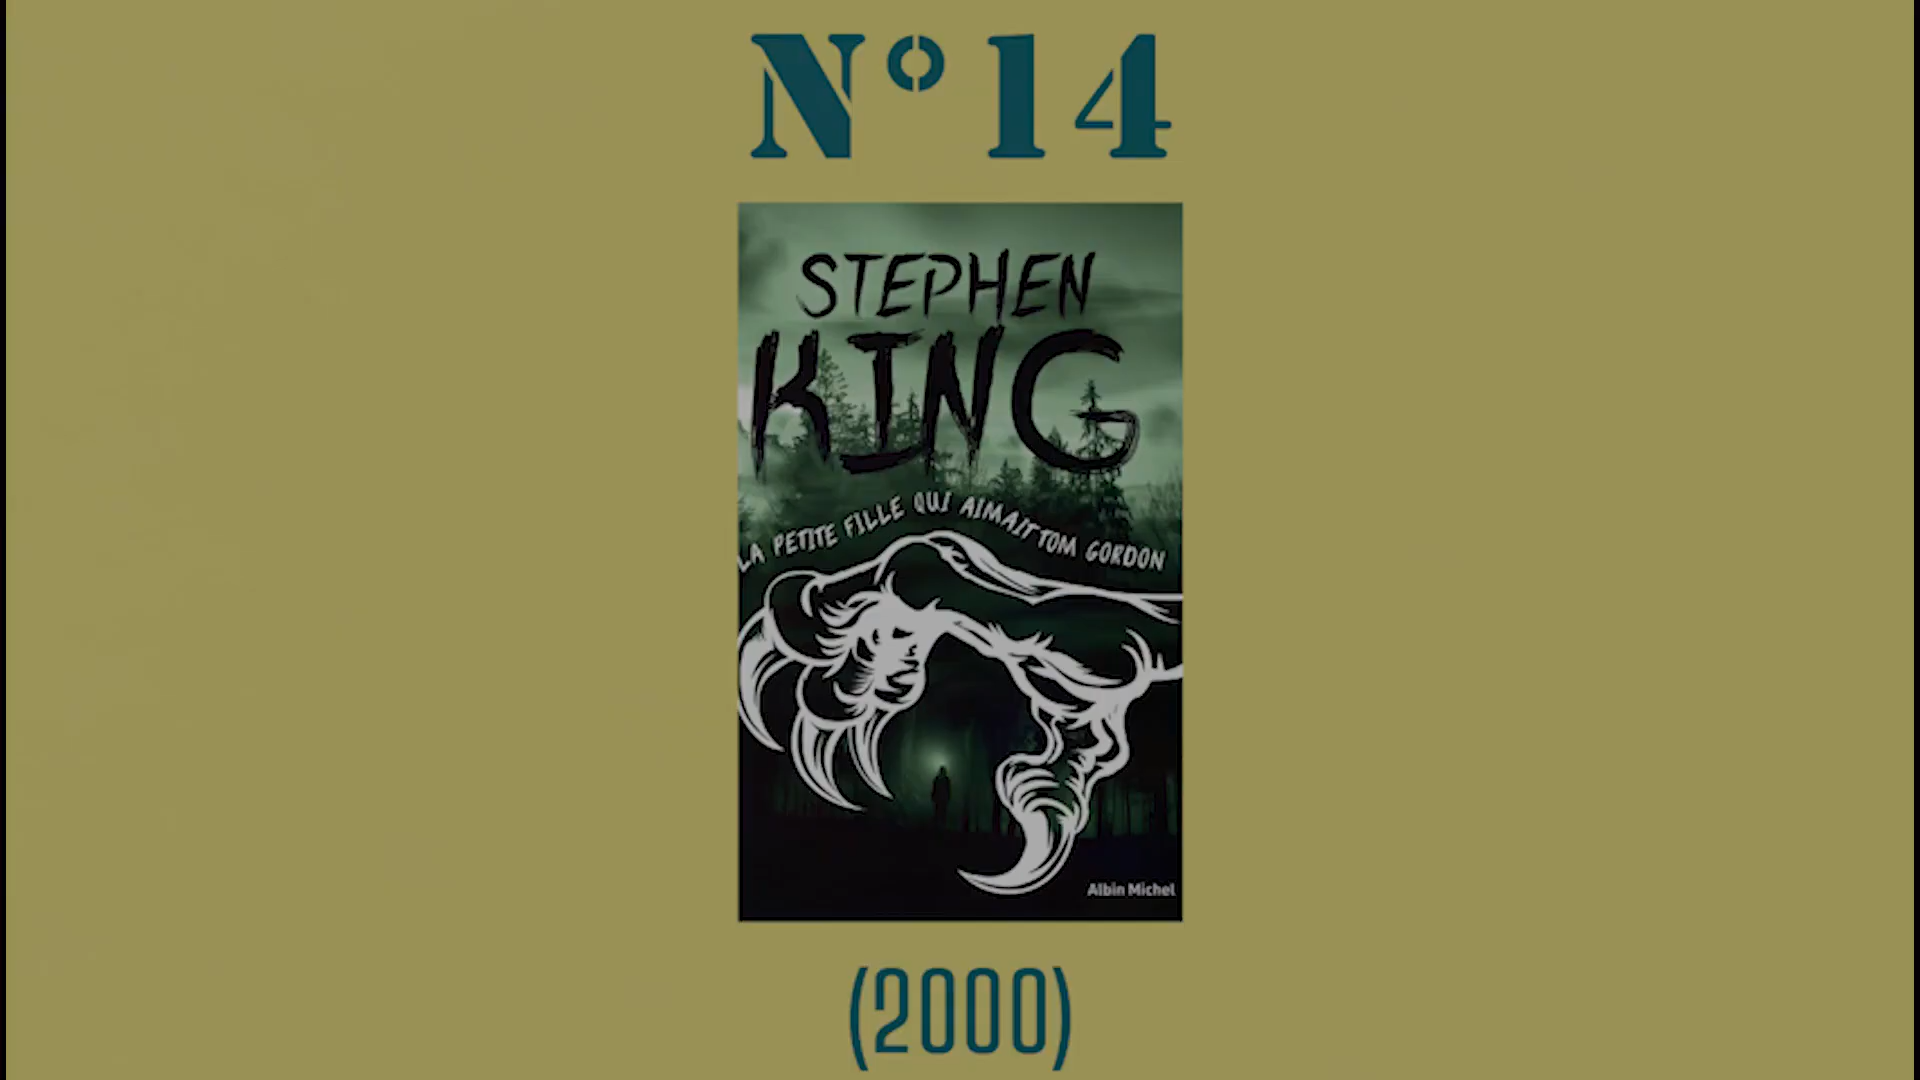 N°14
STEPHEN
KING
LA PETITE FILLE QUI AIMAIT TOM GORDON
Albin Michel
(2000)